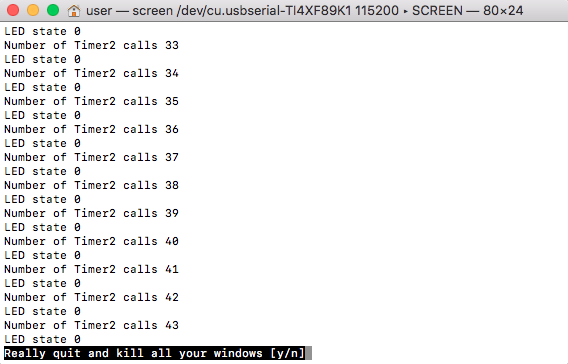 user — screen /dev/cu.usbserial-TI4XF89K1 115200 ▸ SCREEN — 80×24
LED state 0
Number of Timer2 calls 33
LED state 0
Number of Timer2 calls 34
LED state 0
Number of Timer2 calls 35
LED state 0
Number of Timer2 calls 36
LED state 0
Number of Timer2 calls 37
LED state 0
Number of Timer2 calls 38
LED state 0
Number of Timer2 calls 39
LED state 0
Number of Timer2 calls 40
LED state 0
Number of Timer2 calls 41
LED state 0
Number of Timer2 calls 42
LED state 0
Number of Timer2 calls 43
LED state 0
Really quit and kill all your windows [y/n]